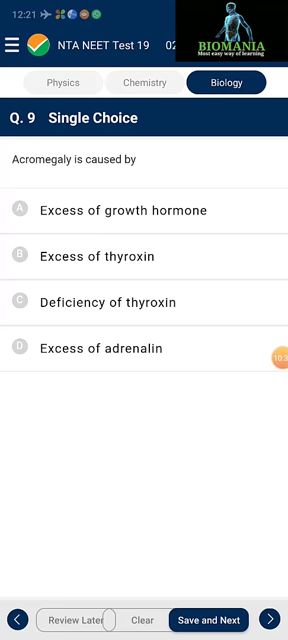 12:21
NTA NEET Test 19 02
BIOMANIA
Most easy way of learning
Physics Chemistry Biology
Q. 9 Single Choice
Acromegaly is caused by
A Excess of growth hormone
B Excess of thyroxin
C Deficiency of thyroxin
D Excess of adrenalin
10:3
Review Later Clear Save and Next